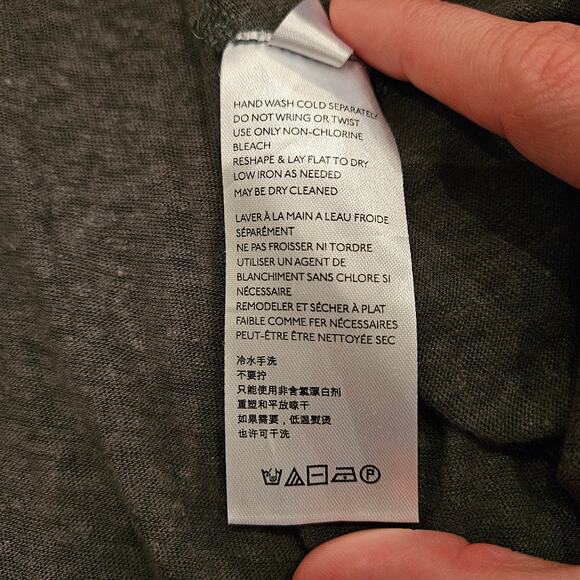 HAND WASH COLD SEPARATELY
DO NOT WRING OR TWIST
USE ONLY NON-CHLORINE
BLEACH
RESHAPE & LAY FLAT TO DRY
LOW IRON AS NEEDED
MAY BE DRY CLEANED
LAVER À LA MAIN A LEAU FROIDE
SÉPARÉMENT
NE PAS FROISSER NI TORDRE
UTILISER UN AGENT DE
BLANCHIMENT SANS CHLORE SI
NÉCESSAIRE
REMODELER ET SÉCHER À PLAT
FAIBLE COMME FER NÉCESSAIRES
PEUT-ÊTRE ÊTRE NETTOYÉE SEC
冷水手洗
不要拧
只能使用非含氯漂白剂
重塑和平放晾干
如果需要，低温熨烫
也许可干洗
P